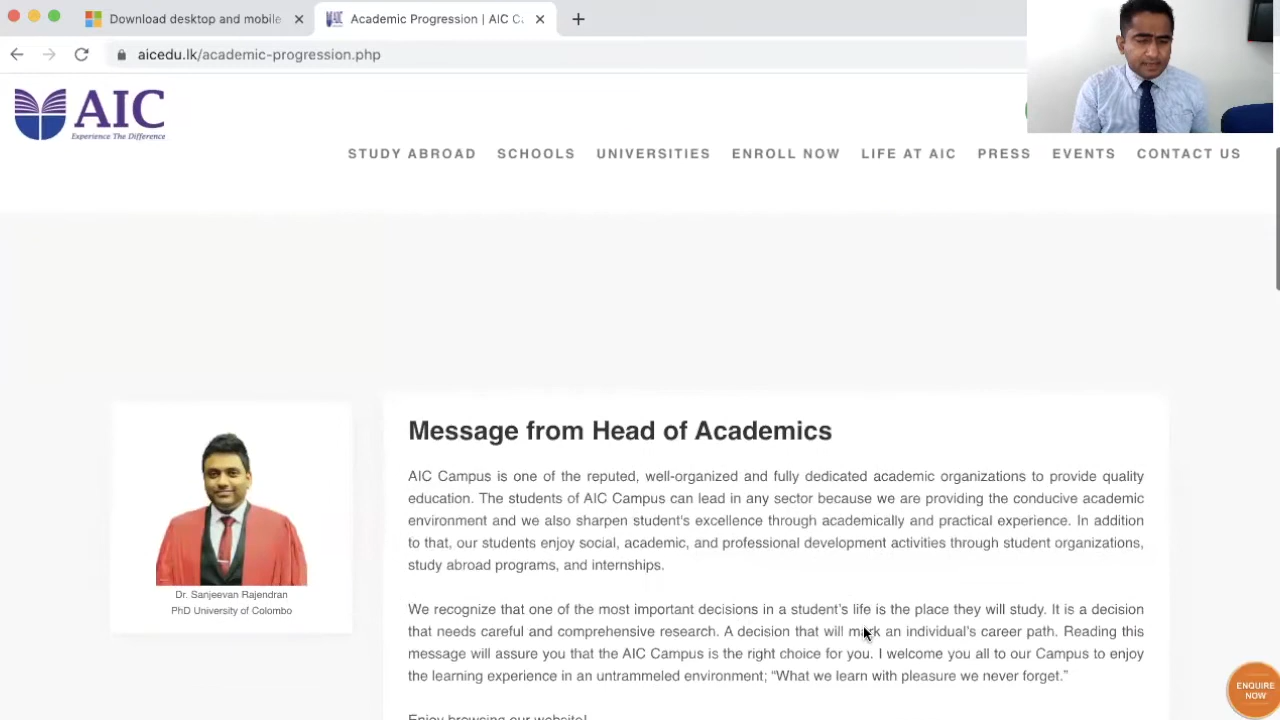 Download desktop and mobile
Academic Progression | AIC Ca
aicedu.lk/academic-progression.php
AIC
Experience The Difference
STUDY ABROAD SCHOOLS UNIVERSITIES ENROLL NOW LIFE AT AIC PRESS EVENTS CONTACT US
Message from Head of Academics
AIC Campus is one of the reputed, well-organized and fully dedicated academic organizations to provide quality
education. The students of AIC Campus can lead in any sector because we are providing the conducive academic
environment and we also sharpen student's excellence through academically and practical experience. In addition
to that, our students enjoy social, academic, and professional development activities through student organizations,
study abroad programs, and internships.
Dr. Sanjeevan Rajendran
PhD University of Colombo
We recognize that one of the most important decisions in a student's life is the place they will study. It is a decision
that needs careful and comprehensive research. A decision that will mark an individual's career path. Reading this
message will assure you that the AIC Campus is the right choice for you. I welcome you all to our Campus to enjoy
the learning experience in an untrammeled environment; “What we learn with pleasure we never forget.”
Enjoy browsing our website!
ENQUIRE
NOW